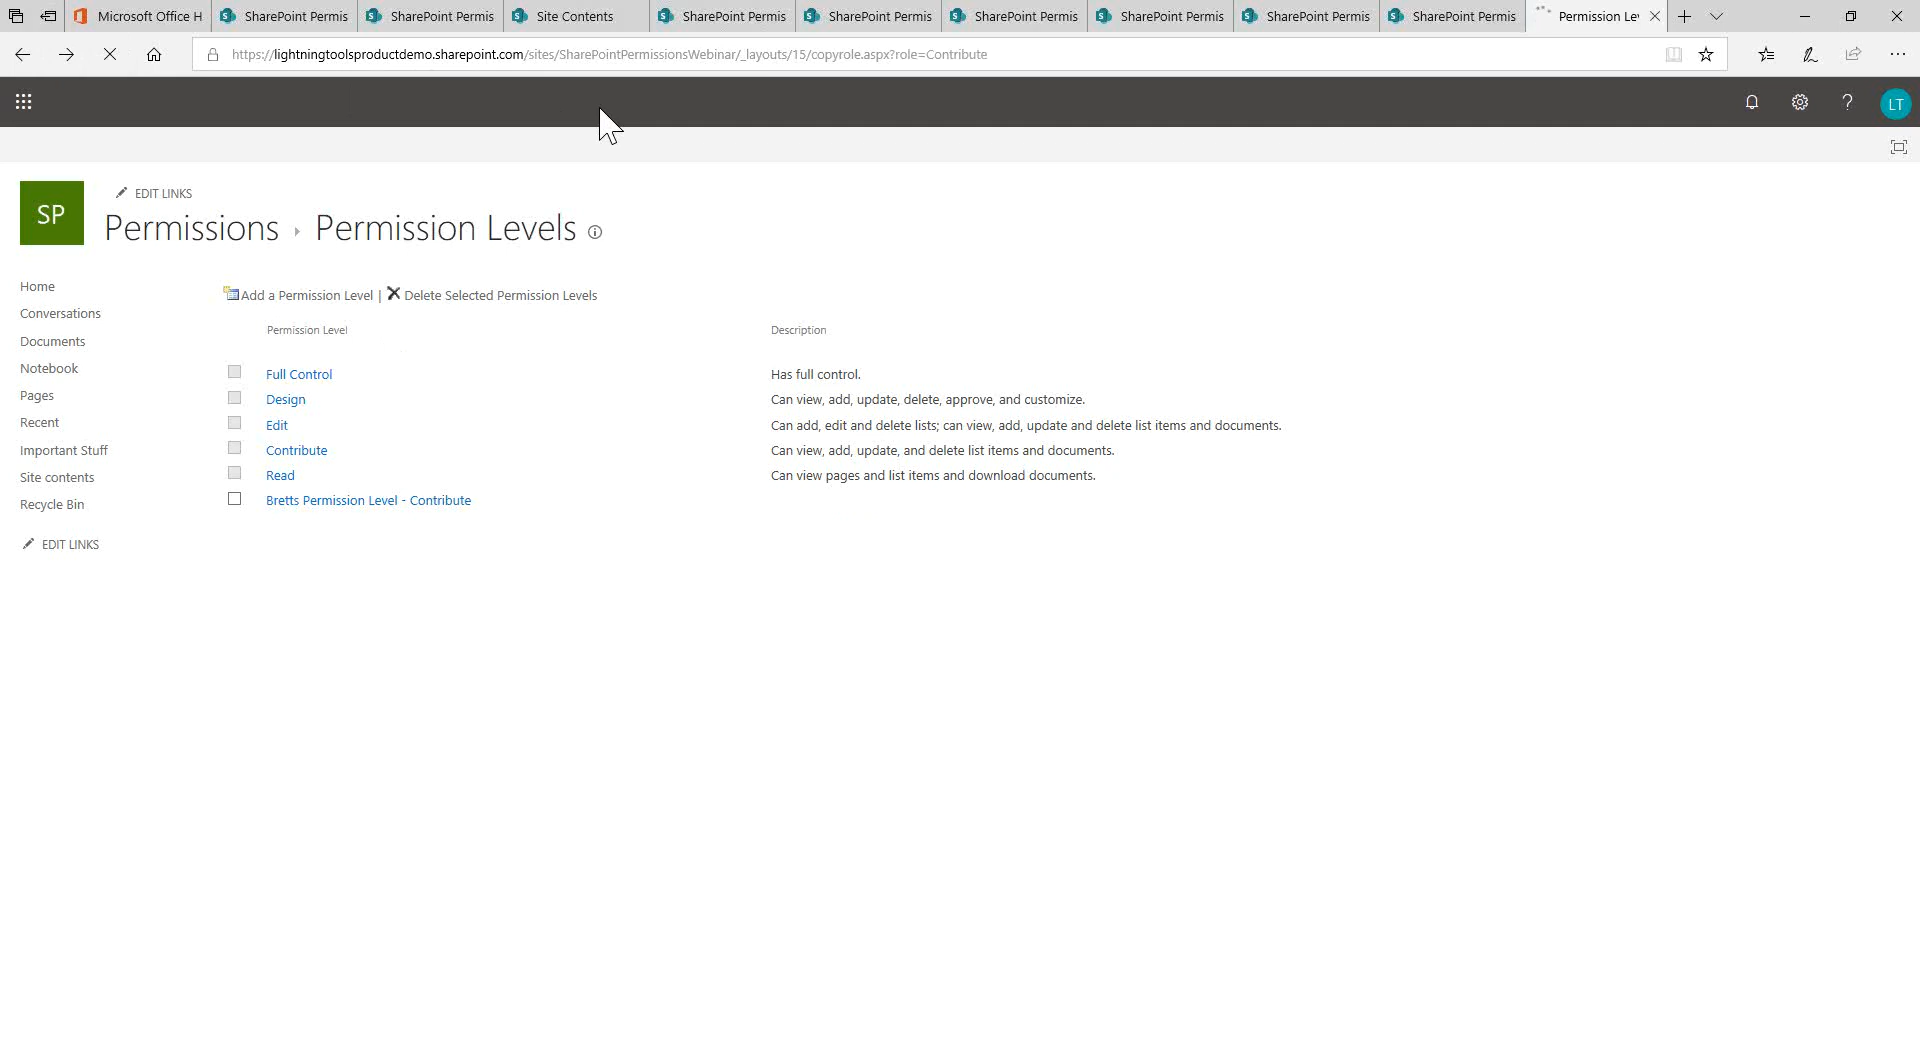 Microsoft Office H
SharePoint Permis
SharePoint Permis
Site Contents
SharePoint Permis
SharePoint Permis
SharePoint Permis
SharePoint Permis
SharePoint Permis
SharePoint Permis
Permission Le
https://lightningtoolsproductdemo.sharepoint.com/sites/SharePointPermissionsWebinar/_layouts/15/copyrole.aspx?role=Contribute
LT
SP
EDIT LINKS
Permissions ▸ Permission Levels
Home
Conversations
Documents
Notebook
Pages
Recent
Important Stuff
Site contents
Recycle Bin
EDIT LINKS
Add a Permission Level | Delete Selected Permission Levels
Permission Level Description
Full Control Has full control.
Design Can view, add, update, delete, approve, and customize.
Edit Can add, edit and delete lists; can view, add, update and delete list items and documents.
Contribute Can view, add, update, and delete list items and documents.
Read Can view pages and list items and download documents.
Bretts Permission Level - Contribute